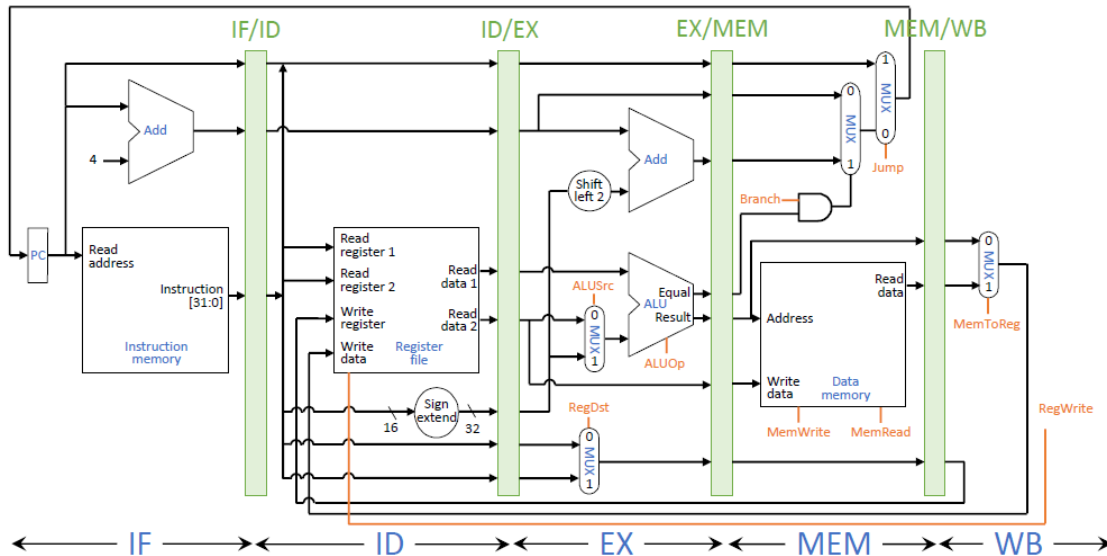 IF/ID
ID/EX
EX/MEM
MEM/WB
Add
4
PC
Read
address
Instruction
[31:0]
Instruction
memory
Read
register 1
Read
register 2
Write
register
Write
data
Read
data 1
Read
data 2
Register
file
16
Sign
extend
32
Shift
left 2
Add
ALUSrc
0
MUX
1
Equal
ALU
Result
ALUOp
RegDst
0
MUX
1
Branch
0
MUX
1
1
MUX
0
Jump
Address
Read
data
Write
data
Data
memory
MemWrite
MemRead
0
MUX
1
MemToReg
RegWrite
IF
ID
EX
MEM
WB